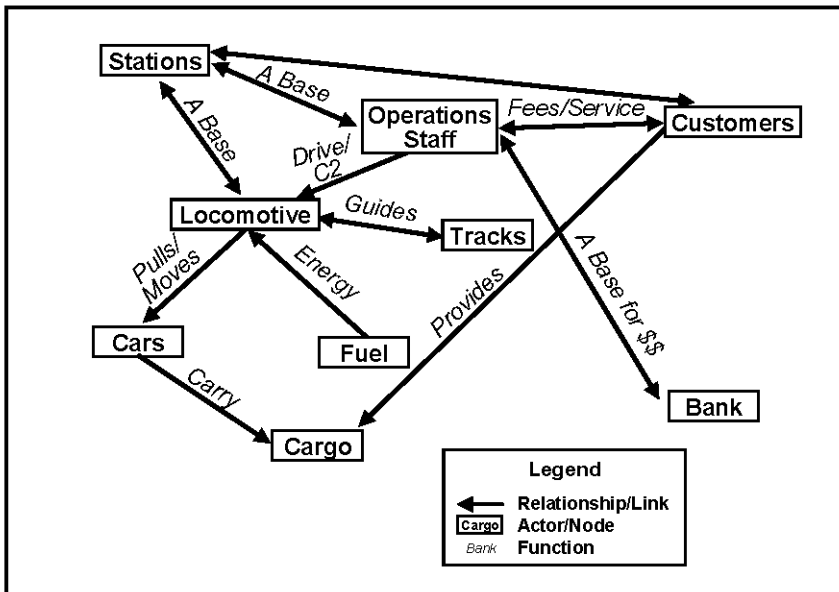 Stations
A Base
Operations
Staff
Fees/Service
Customers
A Base
Drive/
C2
Locomotive
Guides
Tracks
Pulls/
Moves
Energy
Provides
A Base for $$
Cars
Fuel
Carry
Bank
Cargo
Legend
Relationship/Link
Cargo Actor/Node
Bank Function